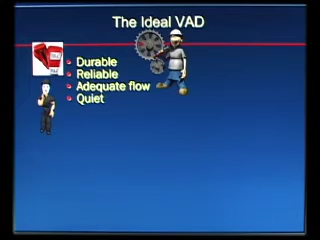 The Ideal VAD
Durable
Reliable
Adequate flow
Quiet